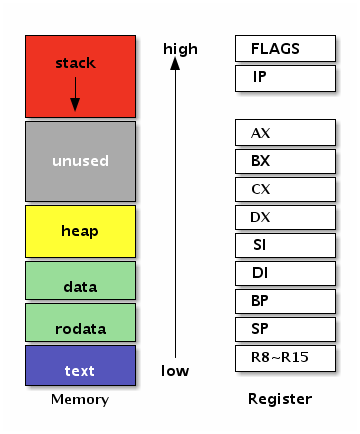 stack
unused
heap
data
rodata
text
Memory
high
low
FLAGS
IP
AX
BX
CX
DX
SI
DI
BP
SP
R8~R15
Register